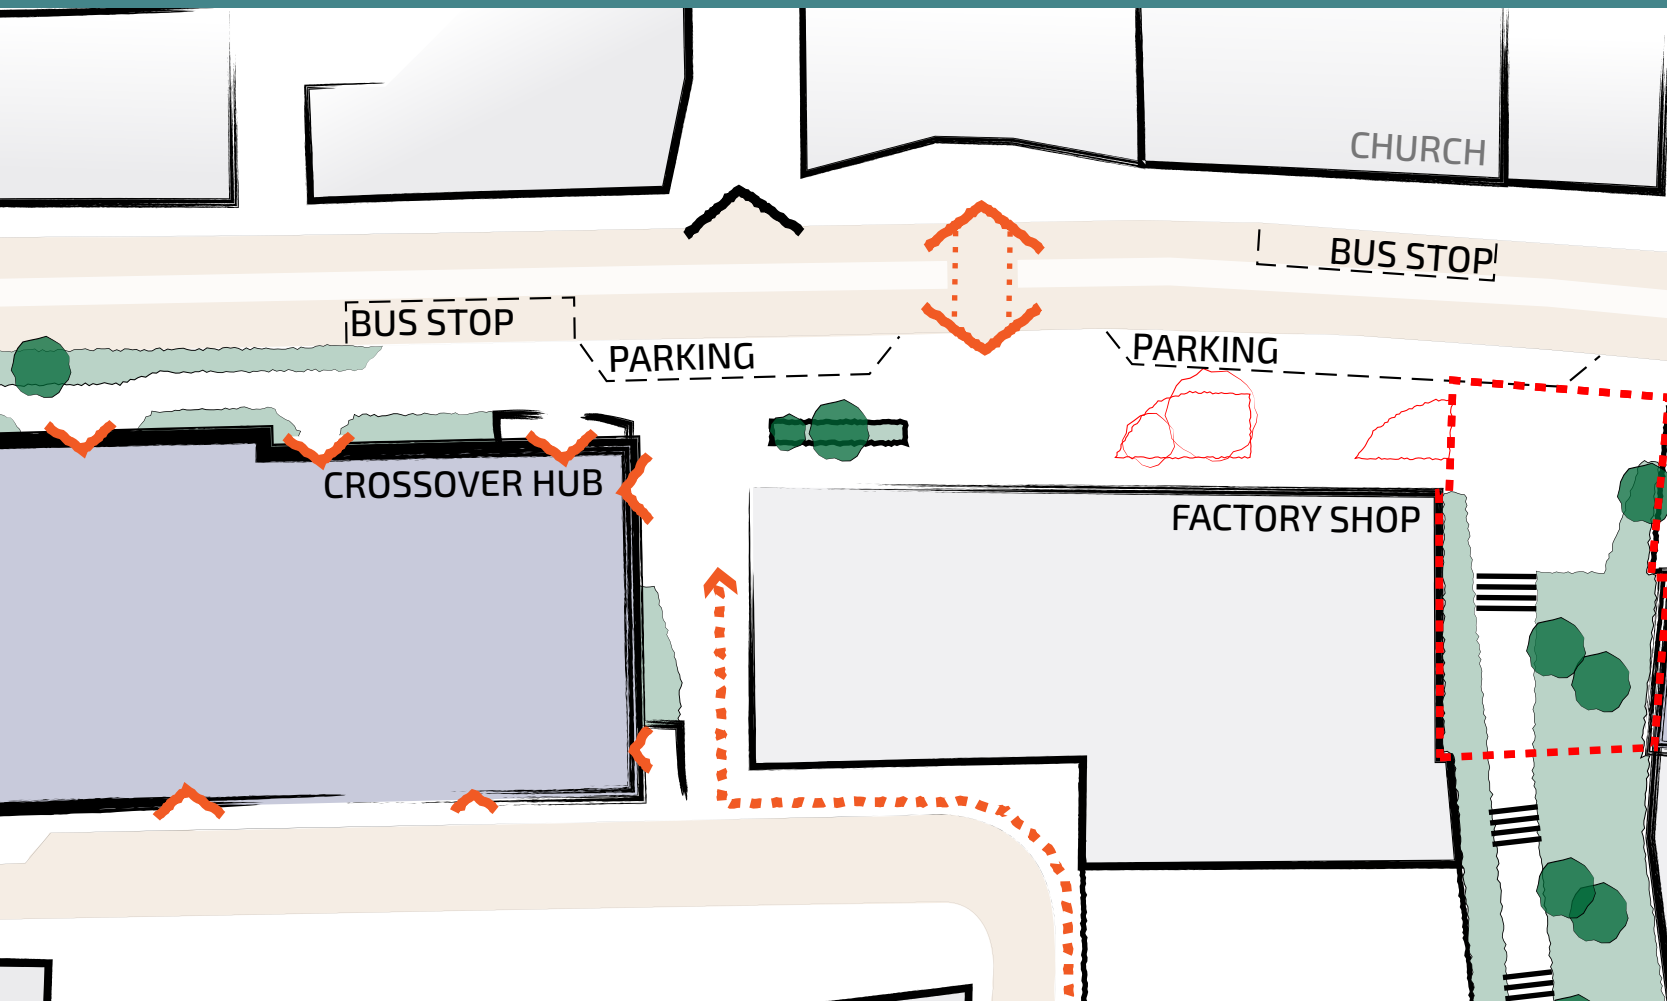 CHURCH
BUS STOP
BUS STOP
PARKING
PARKING
CROSSOVER HUB
FACTORY SHOP